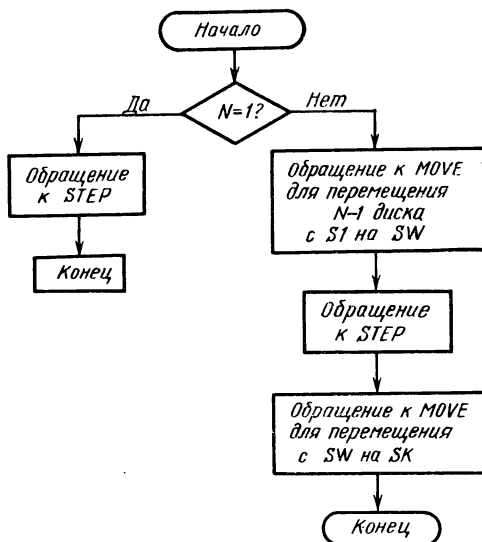 Начало
N=1?
Да
Нет
Обращение
к STEP
Конец
Обращение к MOVE
для перемещения
N-1 диска
с S1 на SW
Обращение
к STEP
Обращение к MOVE
для перемещения
с SW на SK
Конец